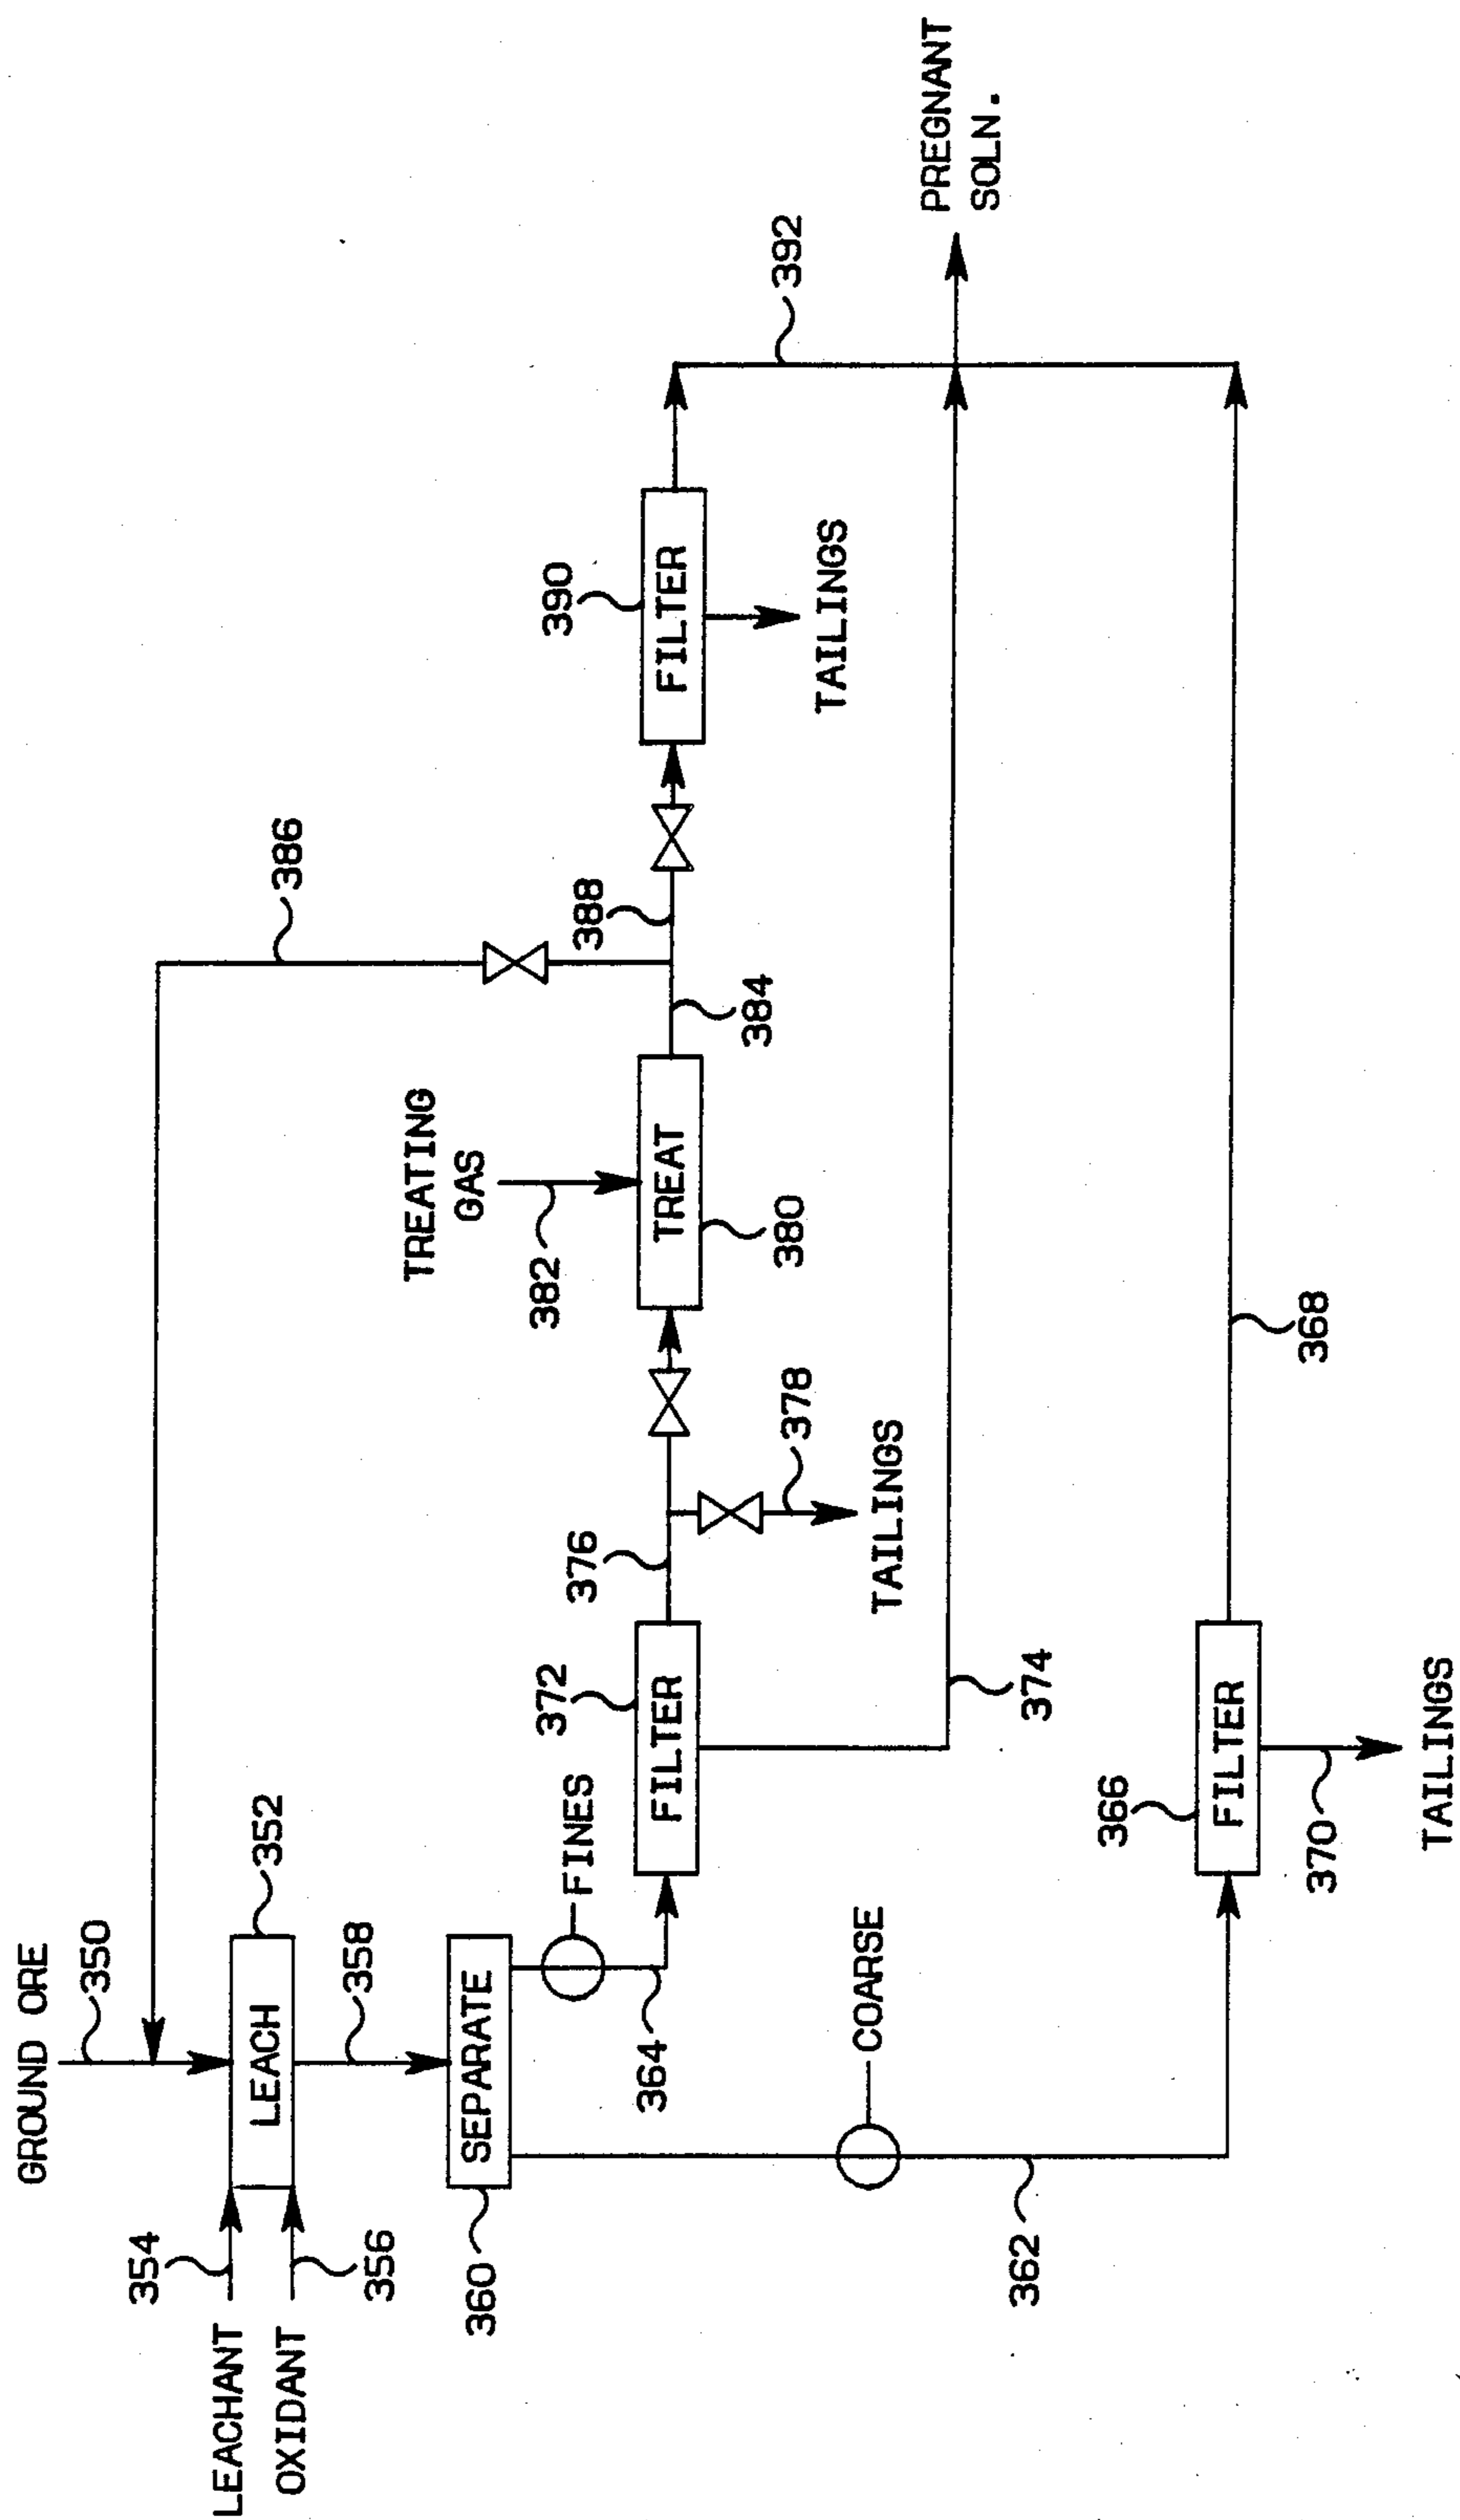 GROUND ORE
350
386
354
LEACHANT
LEACH
352
OXIDANT
356
358
TREATING
GAS
382
360
SEPARATE
FINES
364
372
FILTER
376
TREAT
380
384
388
390
FILTER
392
378
TAILINGS
TAILINGS
COARSE
374
PREGNANT
SOLN.
362
366
FILTER
368
370
TAILINGS